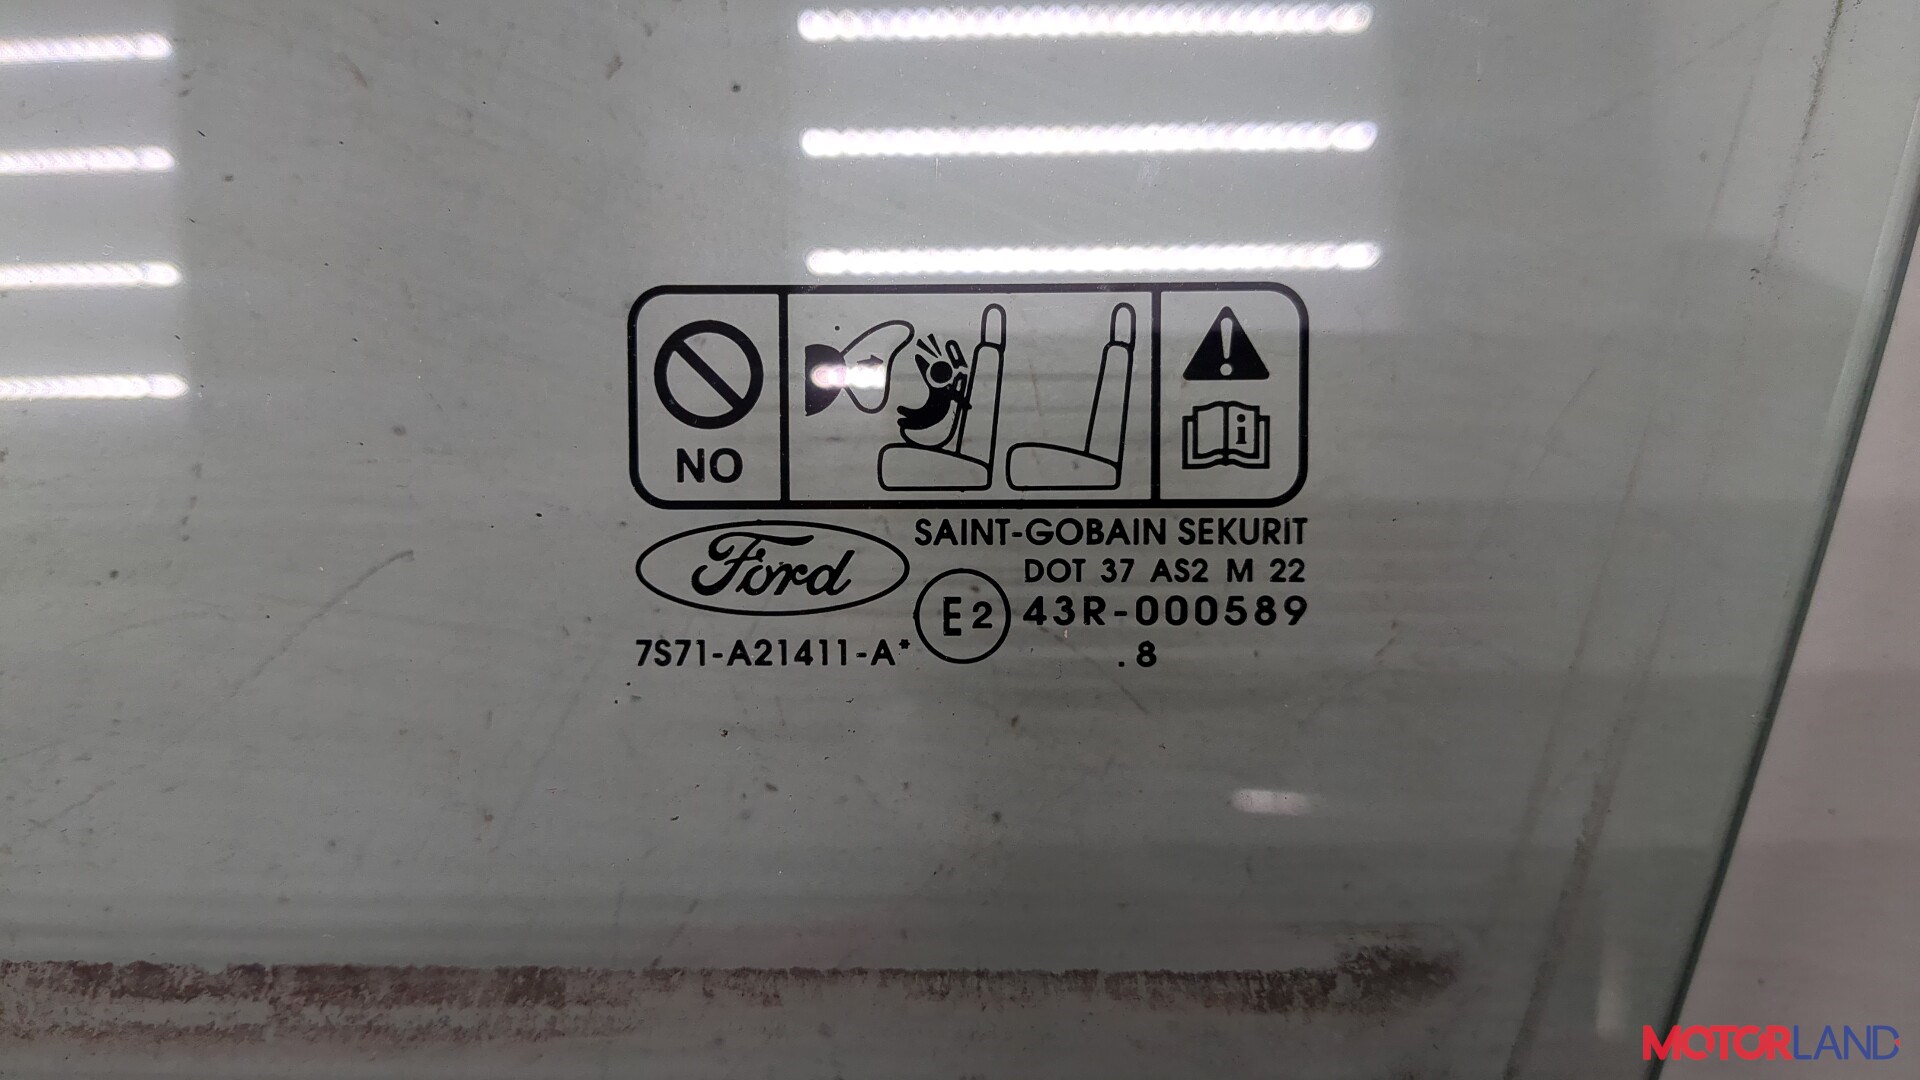 NO
i
Ford
SAINT-GOBAIN SEKURIT
DOT 37 AS2 M 22
E2 43R-000589
7S71-A21411-A*
. 8
MOTORLAND